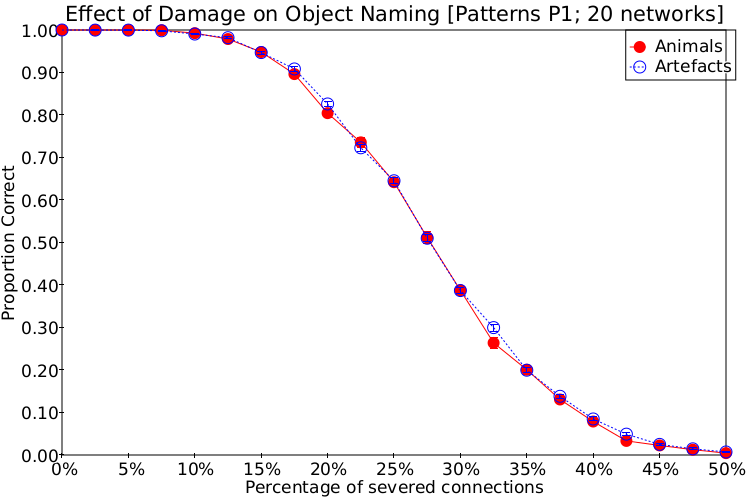 Effect of Damage on Object Naming [Patterns P1; 20 networks]
Animals
Artefacts
Proportion Correct
1.00
0.90
0.80
0.70
0.60
0.50
0.40
0.30
0.20
0.10
0.00
0% 5% 10% 15% 20% 25% 30% 35% 40% 45% 50%
Percentage of severed connections